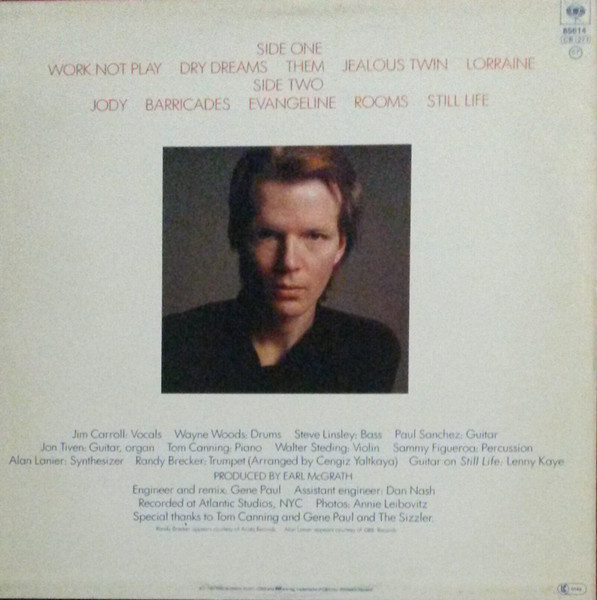 SIDE ONE
WORK NOT PLAY DRY DREAMS THEM JEALOUS TWIN LORRAINE
SIDE TWO
JODY BARRICADES EVANGELINE ROOMS STILL LIFE
Jim Carroll: Vocals Wayne Woods: Drums Steve Linsley: Bass Paul Sanchez: Guitar
Jon Tiven: Guitar, organ Tom Canning: Piano Walter Steding: Violin Sammy Figueroa: Percussion
Alan Lanier: Synthesizer Randy Brecker: Trumpet (Arranged by Cengiz Yaltkaya) Guitar on Still Life: Lenny Kaye
PRODUCED BY EARL McGRATH
Engineer and remix: Gene Paul Assistant engineer: Dan Nash
Recorded at Atlantic Studios, NYC Photos: Annie Leibovitz
Special thanks to Tom Canning and Gene Paul and The Sizzler.